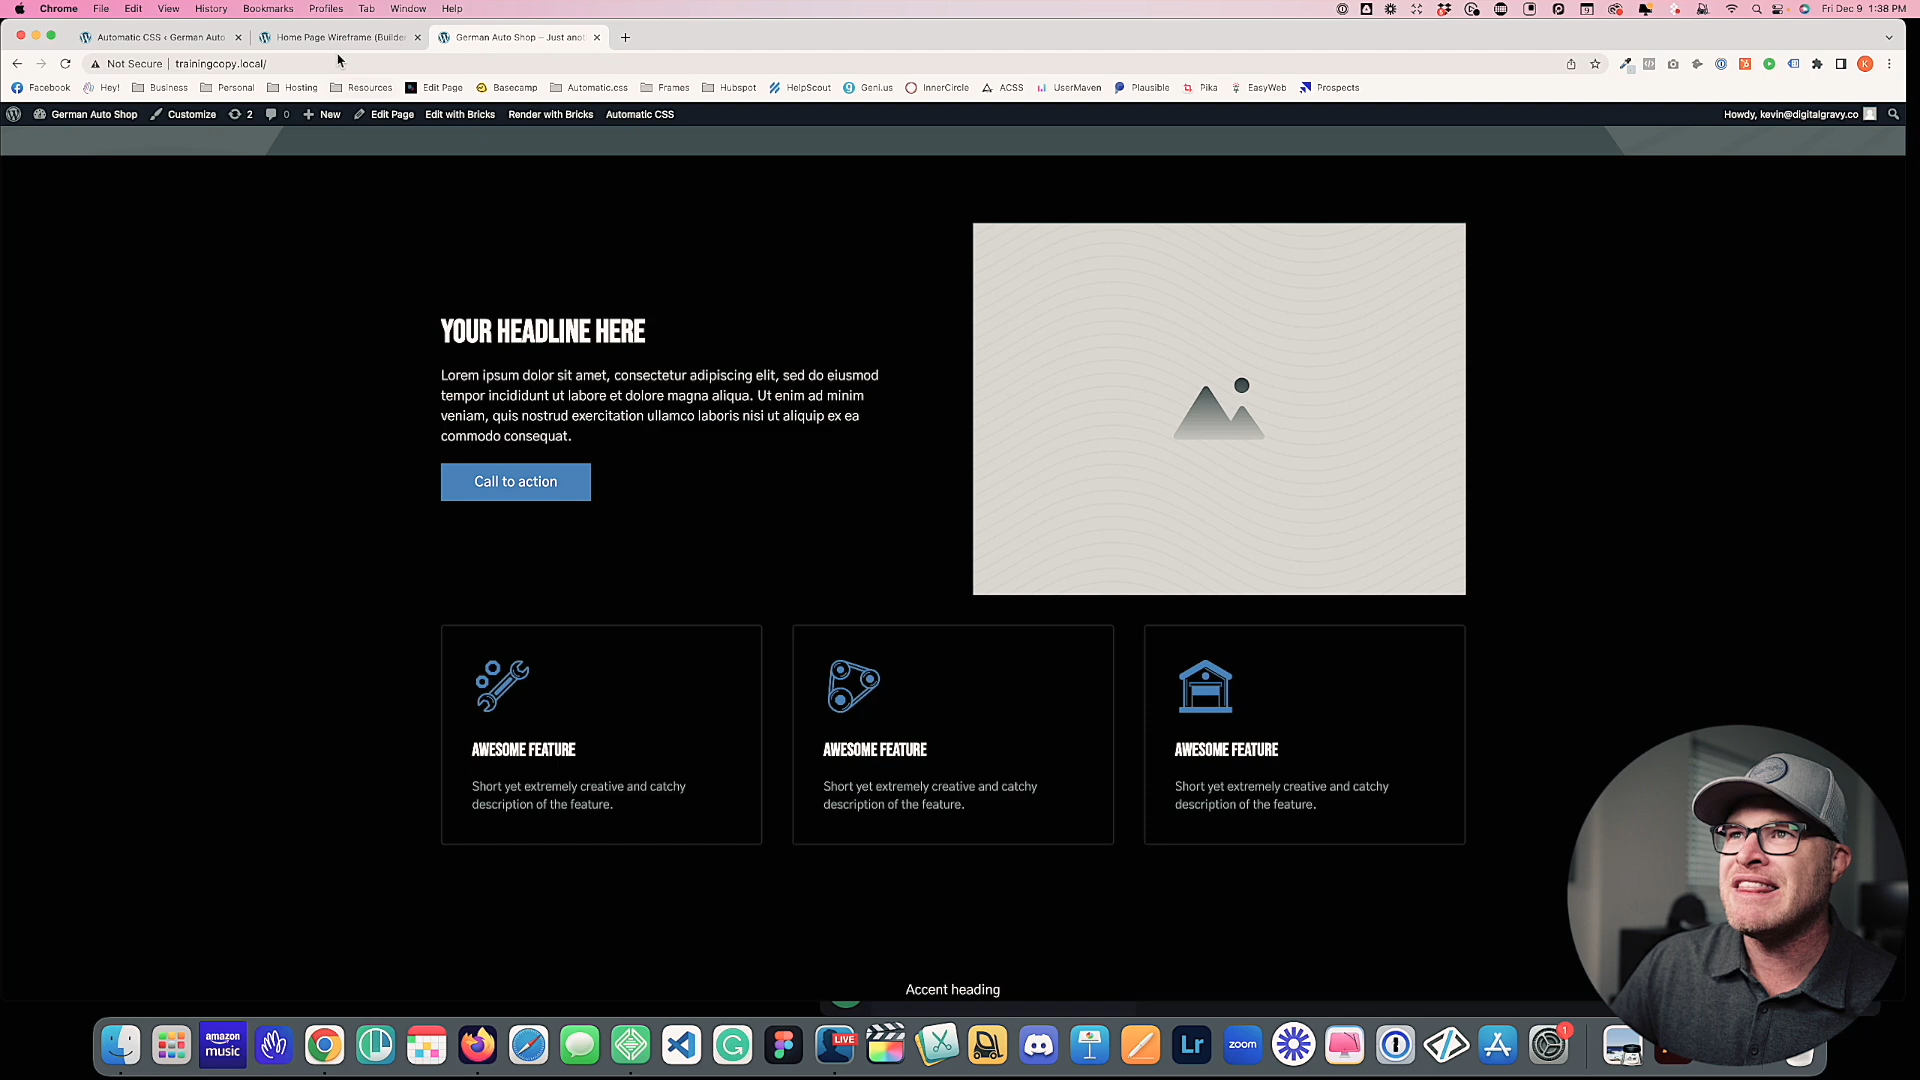 Chrome File Edit View History Bookmarks Profiles Tab Window Help Fri Dec 9 1:38 PM
Automatic CSS ‹ German Auto Home Page Wireframe (Builder German Auto Shop – Just anot
Not Secure trainingcopy.local/
Facebook Hey! Business Personal Hosting Resources Edit Page Basecamp Automatic.css Frames Hubspot HelpScout Geni.us InnerCircle ACSS UserMaven Plausible Pika EasyWeb Prospects
German Auto Shop Customize 2 0 New Edit Page Edit with Bricks Render with Bricks Automatic CSS Howdy, kevin@digitalgravy.co
YOUR HEADLINE HERE
Lorem ipsum dolor sit amet, consectetur adipiscing elit, sed do eiusmod
tempor incididunt ut labore et dolore magna aliqua. Ut enim ad minim
veniam, quis nostrud exercitation ullamco laboris nisi ut aliquip ex ea
commodo consequat.
Call to action
AWESOME FEATURE AWESOME FEATURE AWESOME FEATURE
Short yet extremely creative and catchy Short yet extremely creative and catchy Short yet extremely creative and catchy
description of the feature. description of the feature. description of the feature.
Accent heading
amazon music LIVE Lr zoom 1